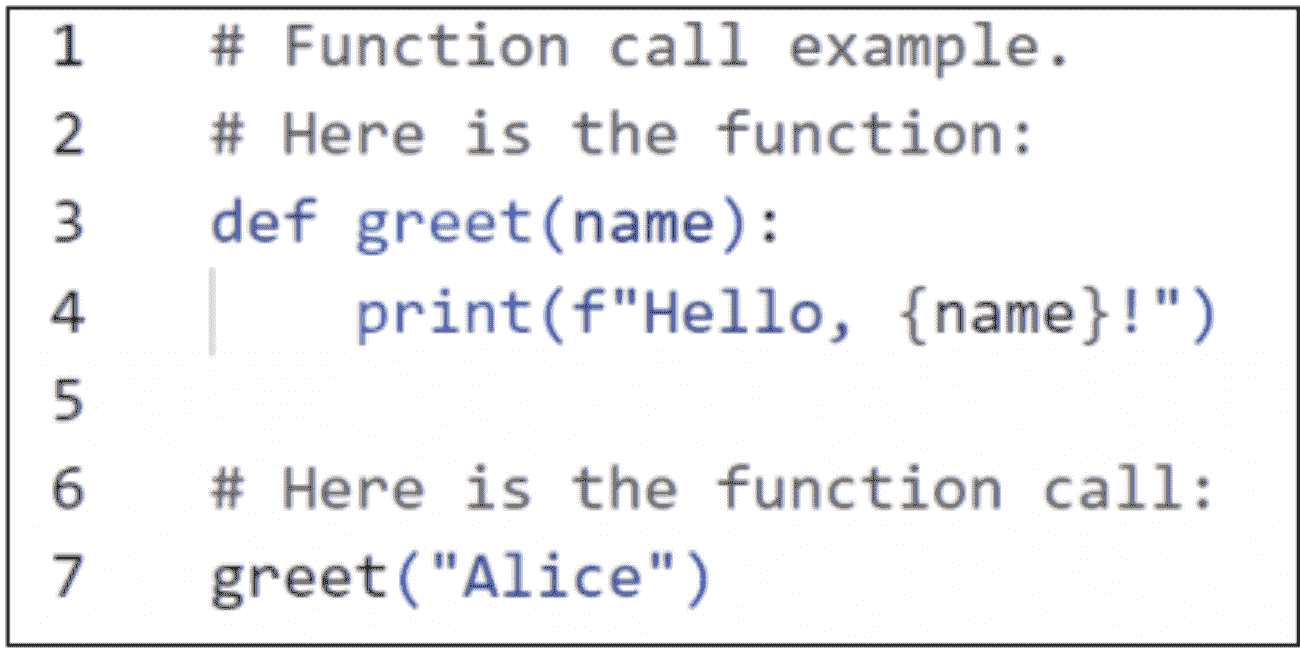 1 # Function call example.
2 # Here is the function:
3 def greet(name):
4     print(f"Hello, {name}!")
5
6 # Here is the function call:
7 greet("Alice")